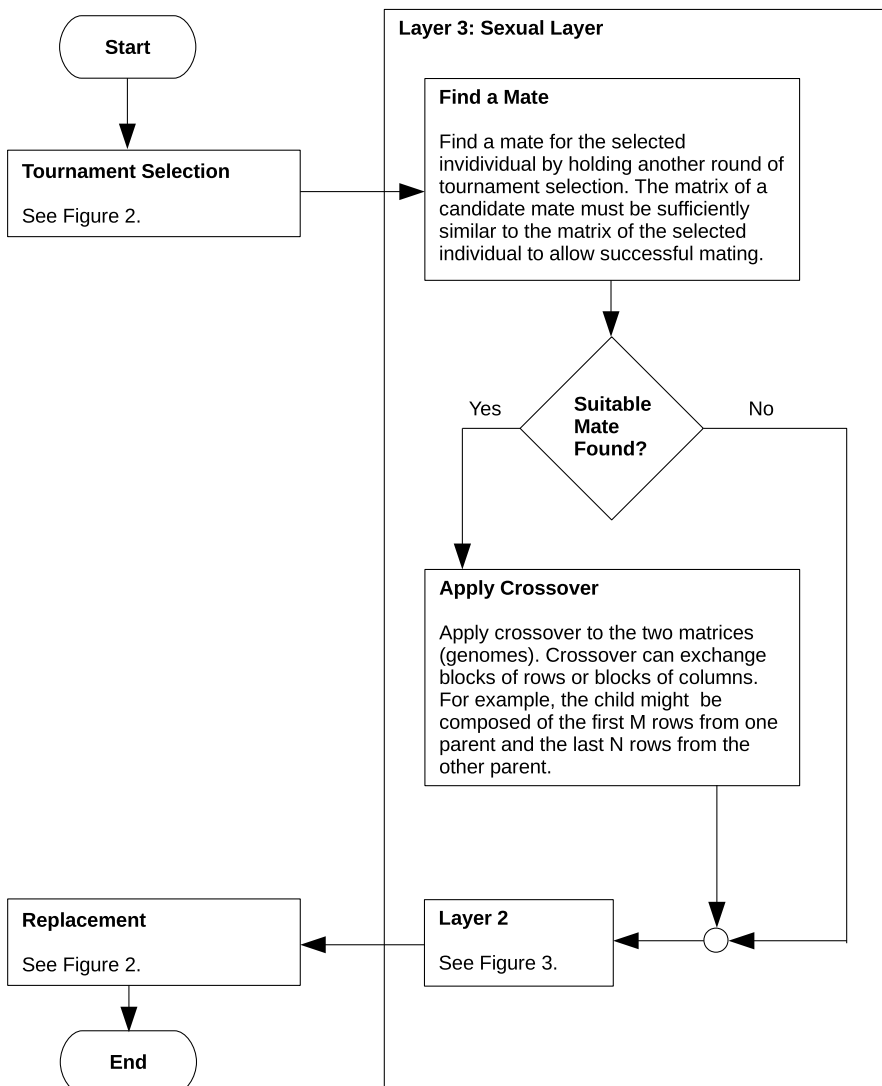 Start
Layer 3: Sexual Layer
Tournament Selection
See Figure 2.
Find a Mate
Find a mate for the selected
invidividual by holding another round of
tournament selection. The matrix of a
candidate mate must be sufficiently
similar to the matrix of the selected
individual to allow successful mating.
Suitable
Mate
Found?
Yes
No
Apply Crossover
Apply crossover to the two matrices
(genomes). Crossover can exchange
blocks of rows or blocks of columns.
For example, the child might  be
composed of the first M rows from one
parent and the last N rows from the
other parent.
Layer 2
See Figure 3.
Replacement
See Figure 2.
End